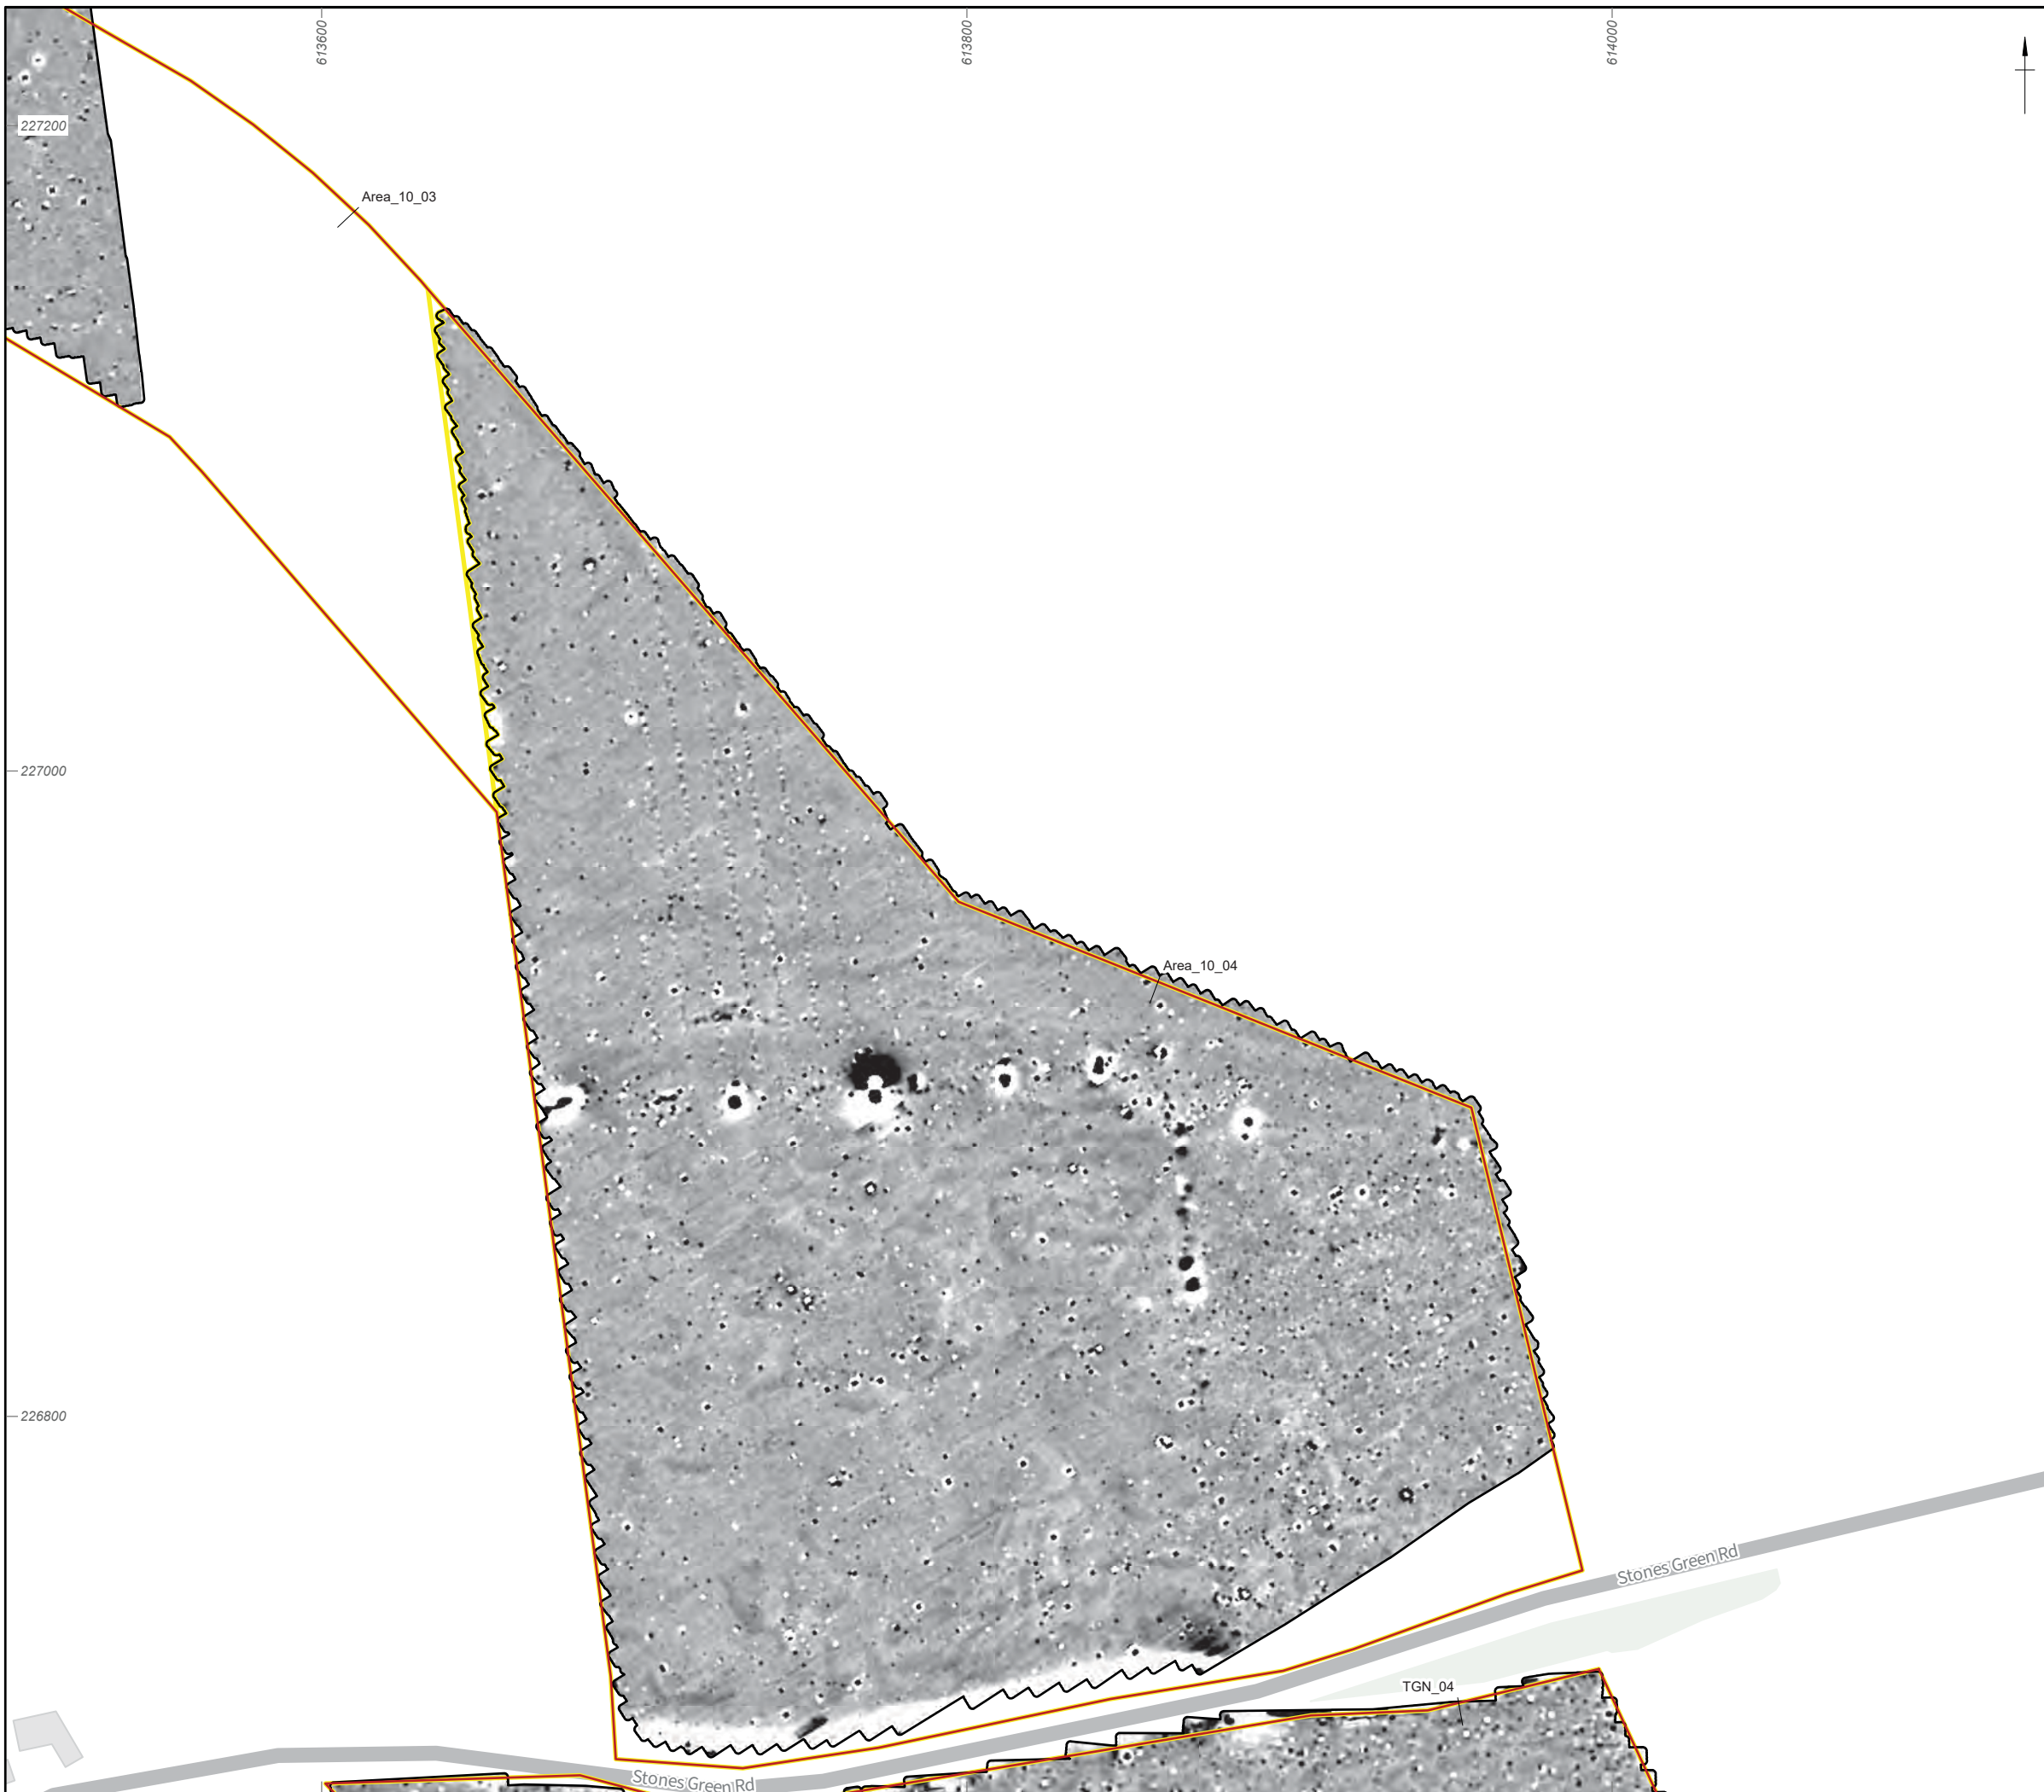 613600
613800
614000
227200
Area_10_03
227000
Area_10_04
226800
Stones Green Rd
TGN_04
Stones Green Rd